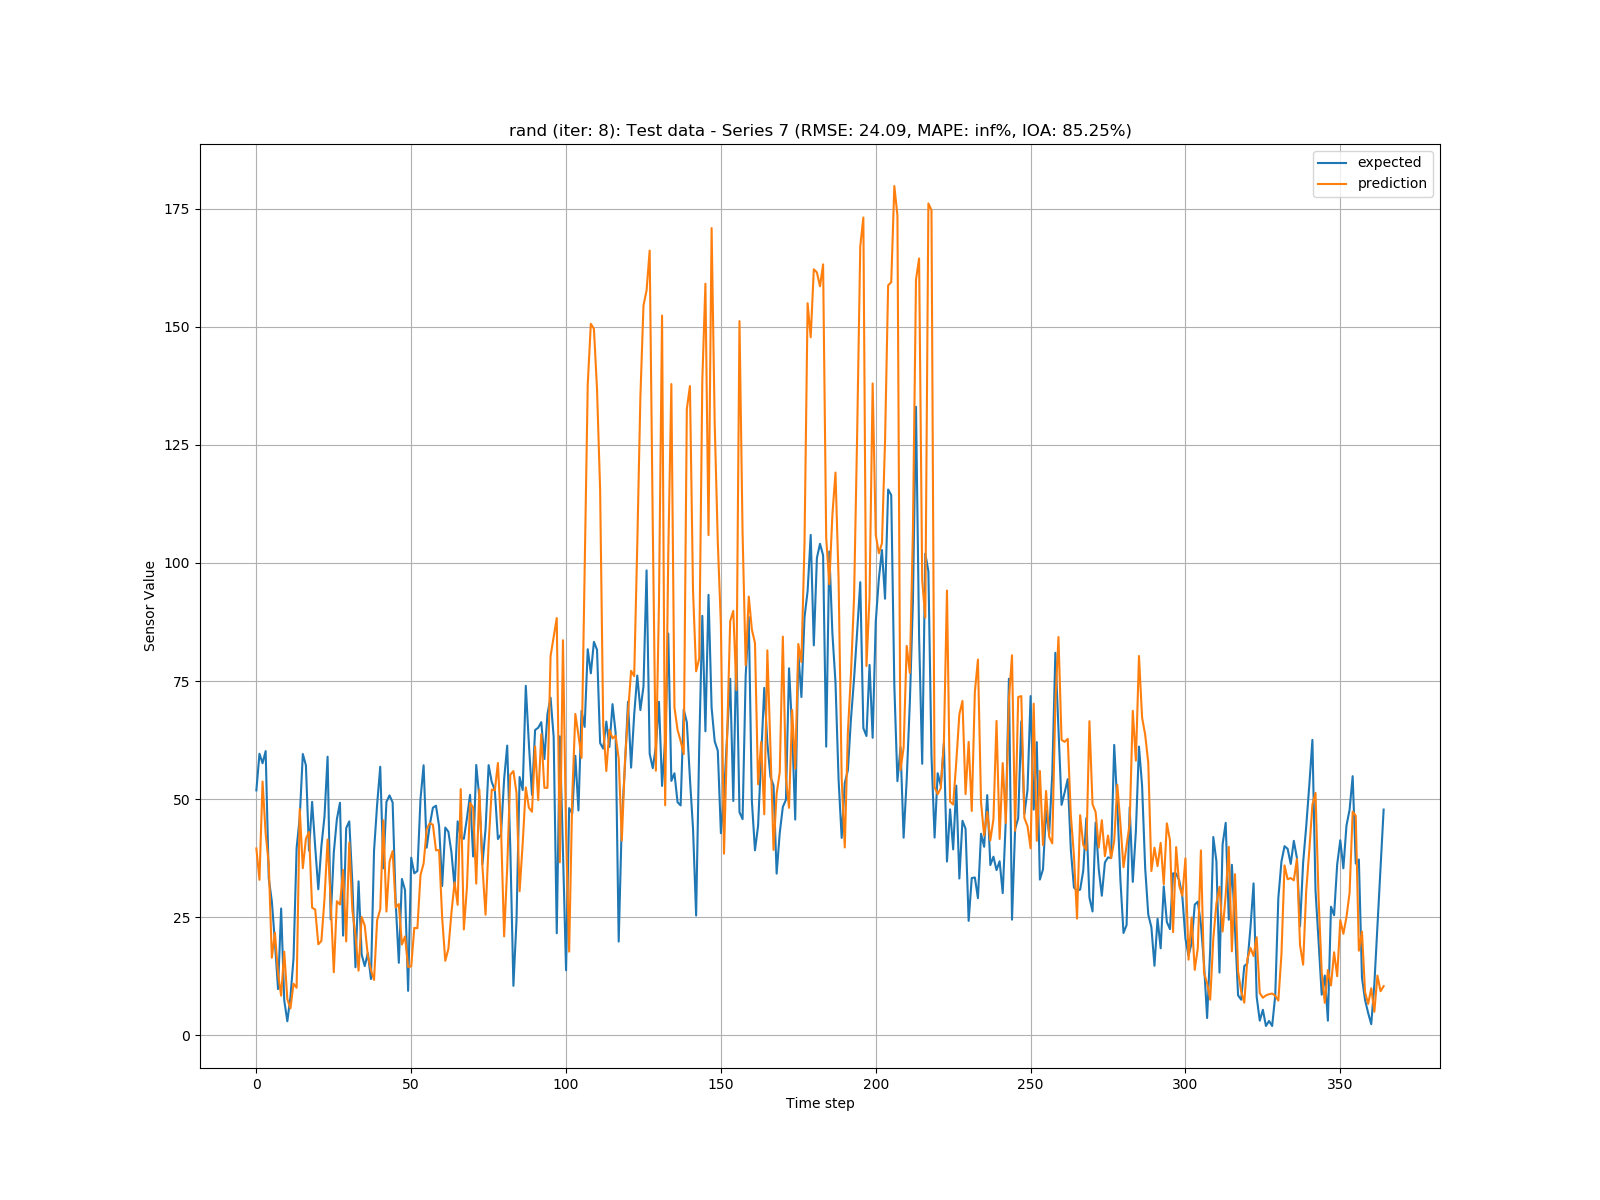 rand (iter: 8): Test data - Series 7 (RMSE: 24.09, MAPE: inf%, IOA: 85.25%)
expected
prediction
175
150
125
100
75
50
25
0
Sensor Value
0 50 100 150 200 250 300 350
Time step